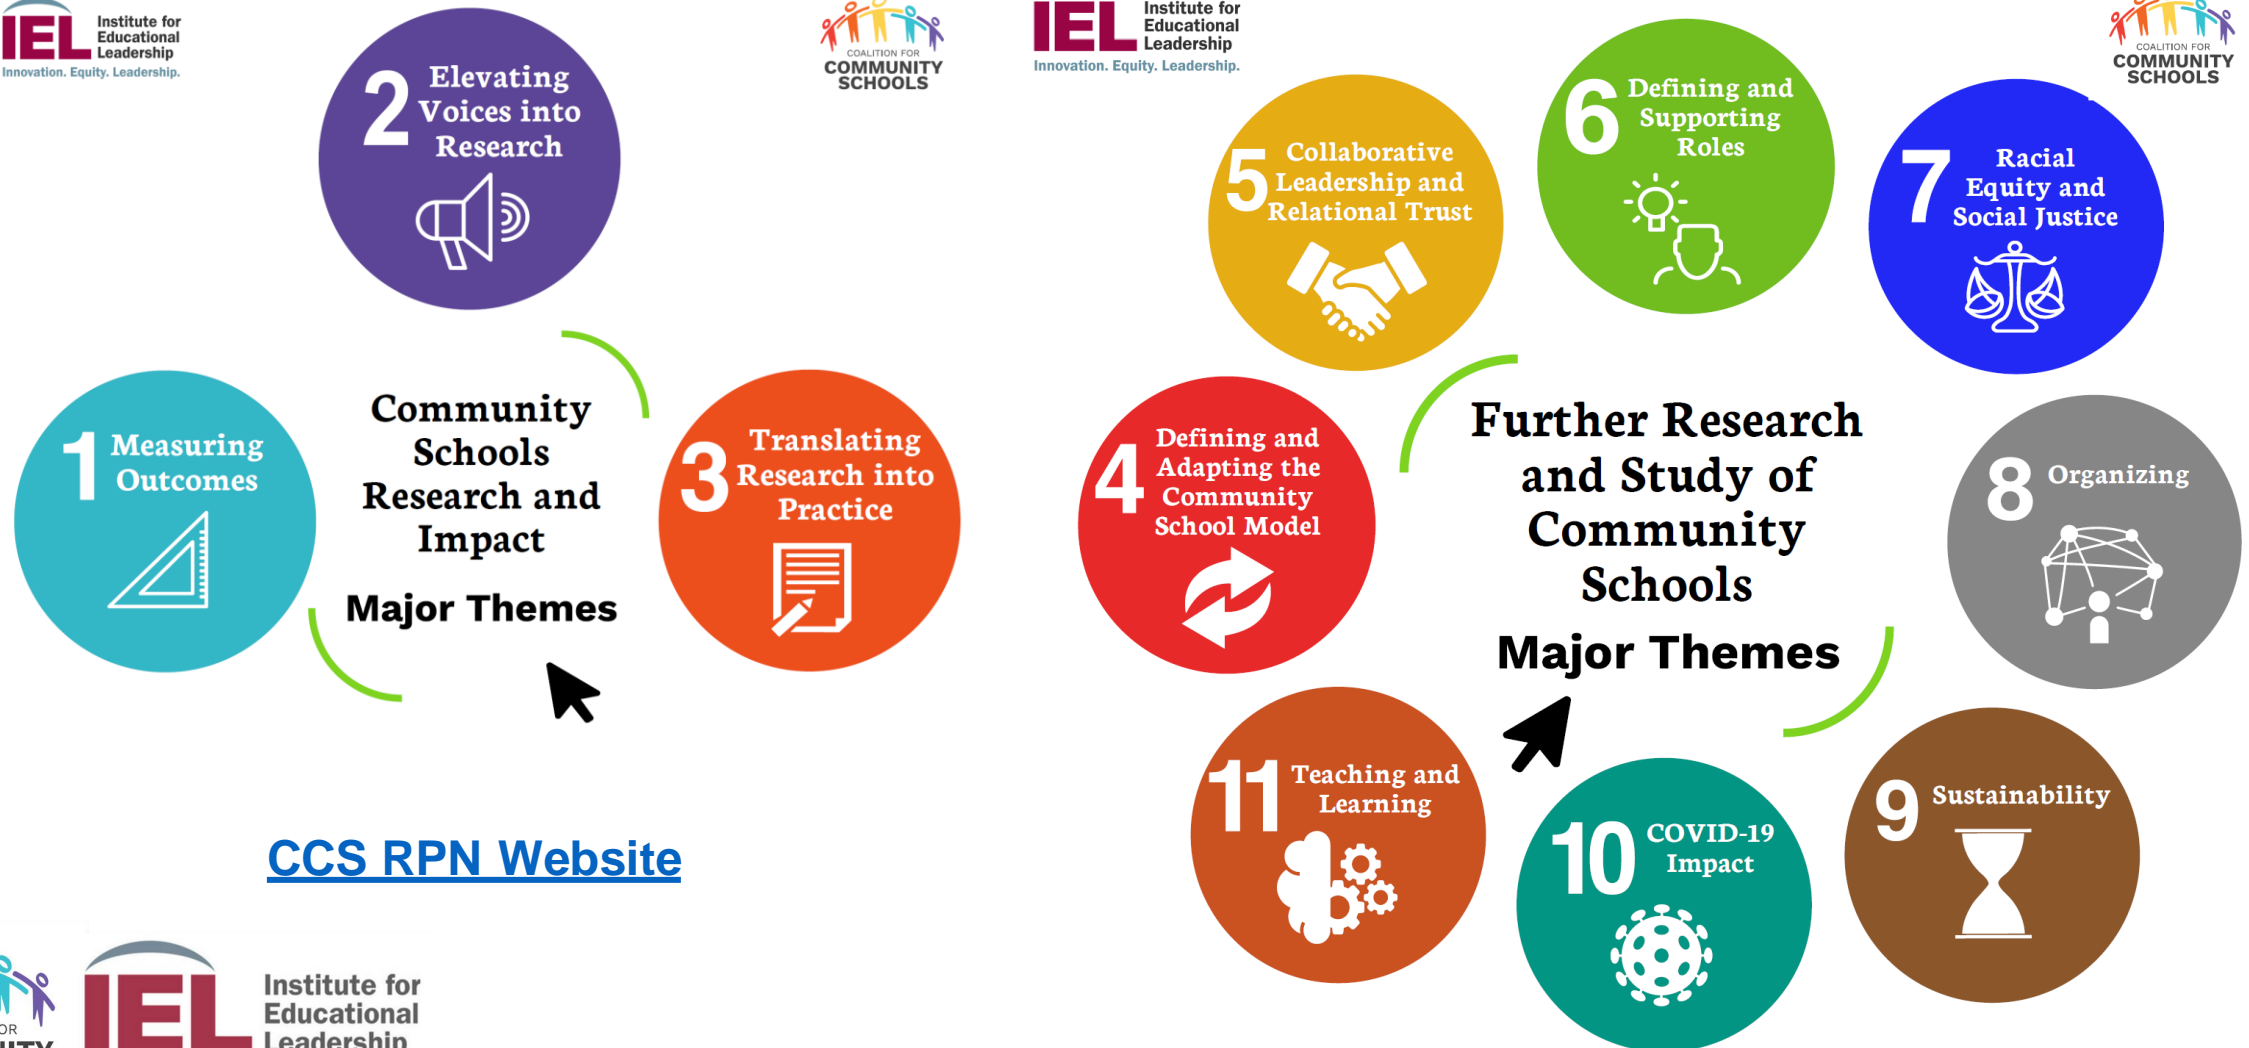 IEL
Institute for
Educational
Leadership
Innovation. Equity. Leadership.
COALITION FOR
COMMUNITY
SCHOOLS
2
Elevating
Voices into
Research
1
Measuring
Outcomes
Community
Schools
Research and
Impact
Major Themes
3
Translating
Research into
Practice
CCS RPN Website
IEL
Institute for
Educational
Leadership
IEL
Institute for
Educational
Leadership
Innovation. Equity. Leadership.
COALITION FOR
COMMUNITY
SCHOOLS
5
Collaborative
Leadership and
Relational Trust
6
Defining and
Supporting
Roles
7
Racial
Equity and
Social Justice
4
Defining and
Adapting the
Community
School Model
Further Research
and Study of
Community
Schools
Major Themes
8
Organizing
11
Teaching and
Learning
10
COVID-19
Impact
9
Sustainability